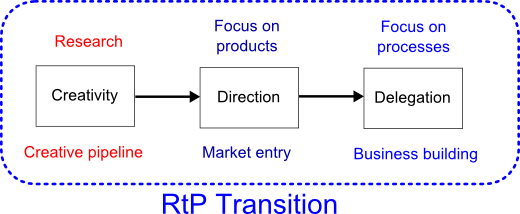 Research
Focus on
products
Focus on
processes
Creativity
Direction
Delegation
Creative pipeline
Market entry
Business building
RtP Transition